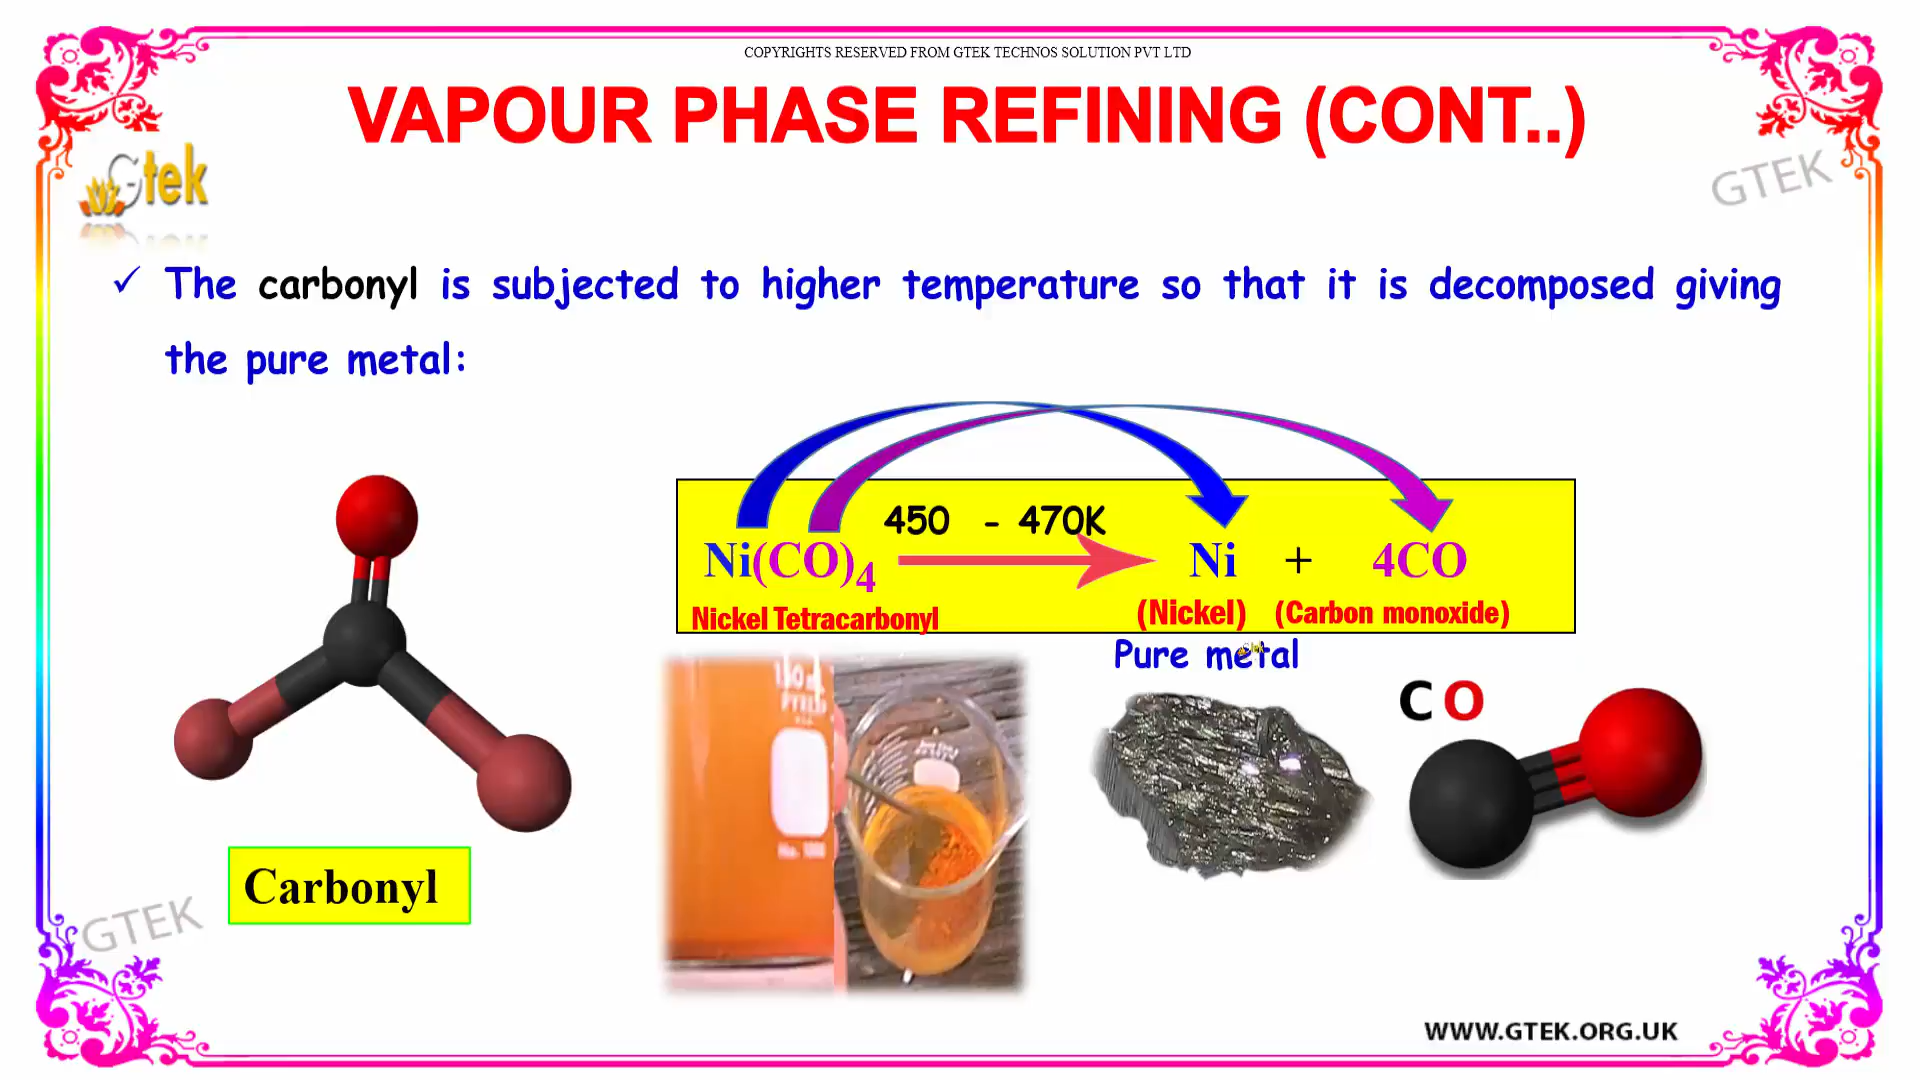 COPYRIGHTS RESERVED FROM GTEK TECHNOS SOLUTION PVT LTD
VAPOUR PHASE REFINING (CONT..)
Gtek
GTEK
✓ The carbonyl is subjected to higher temperature so that it is decomposed giving
the pure metal:
450 - 470K
Ni(CO)4 Ni + 4CO
Nickel Tetracarbonyl (Nickel) (Carbon monoxide)
Pure metal
CO
PYREX
Carbonyl
GTEK
WWW.GTEK.ORG.UK